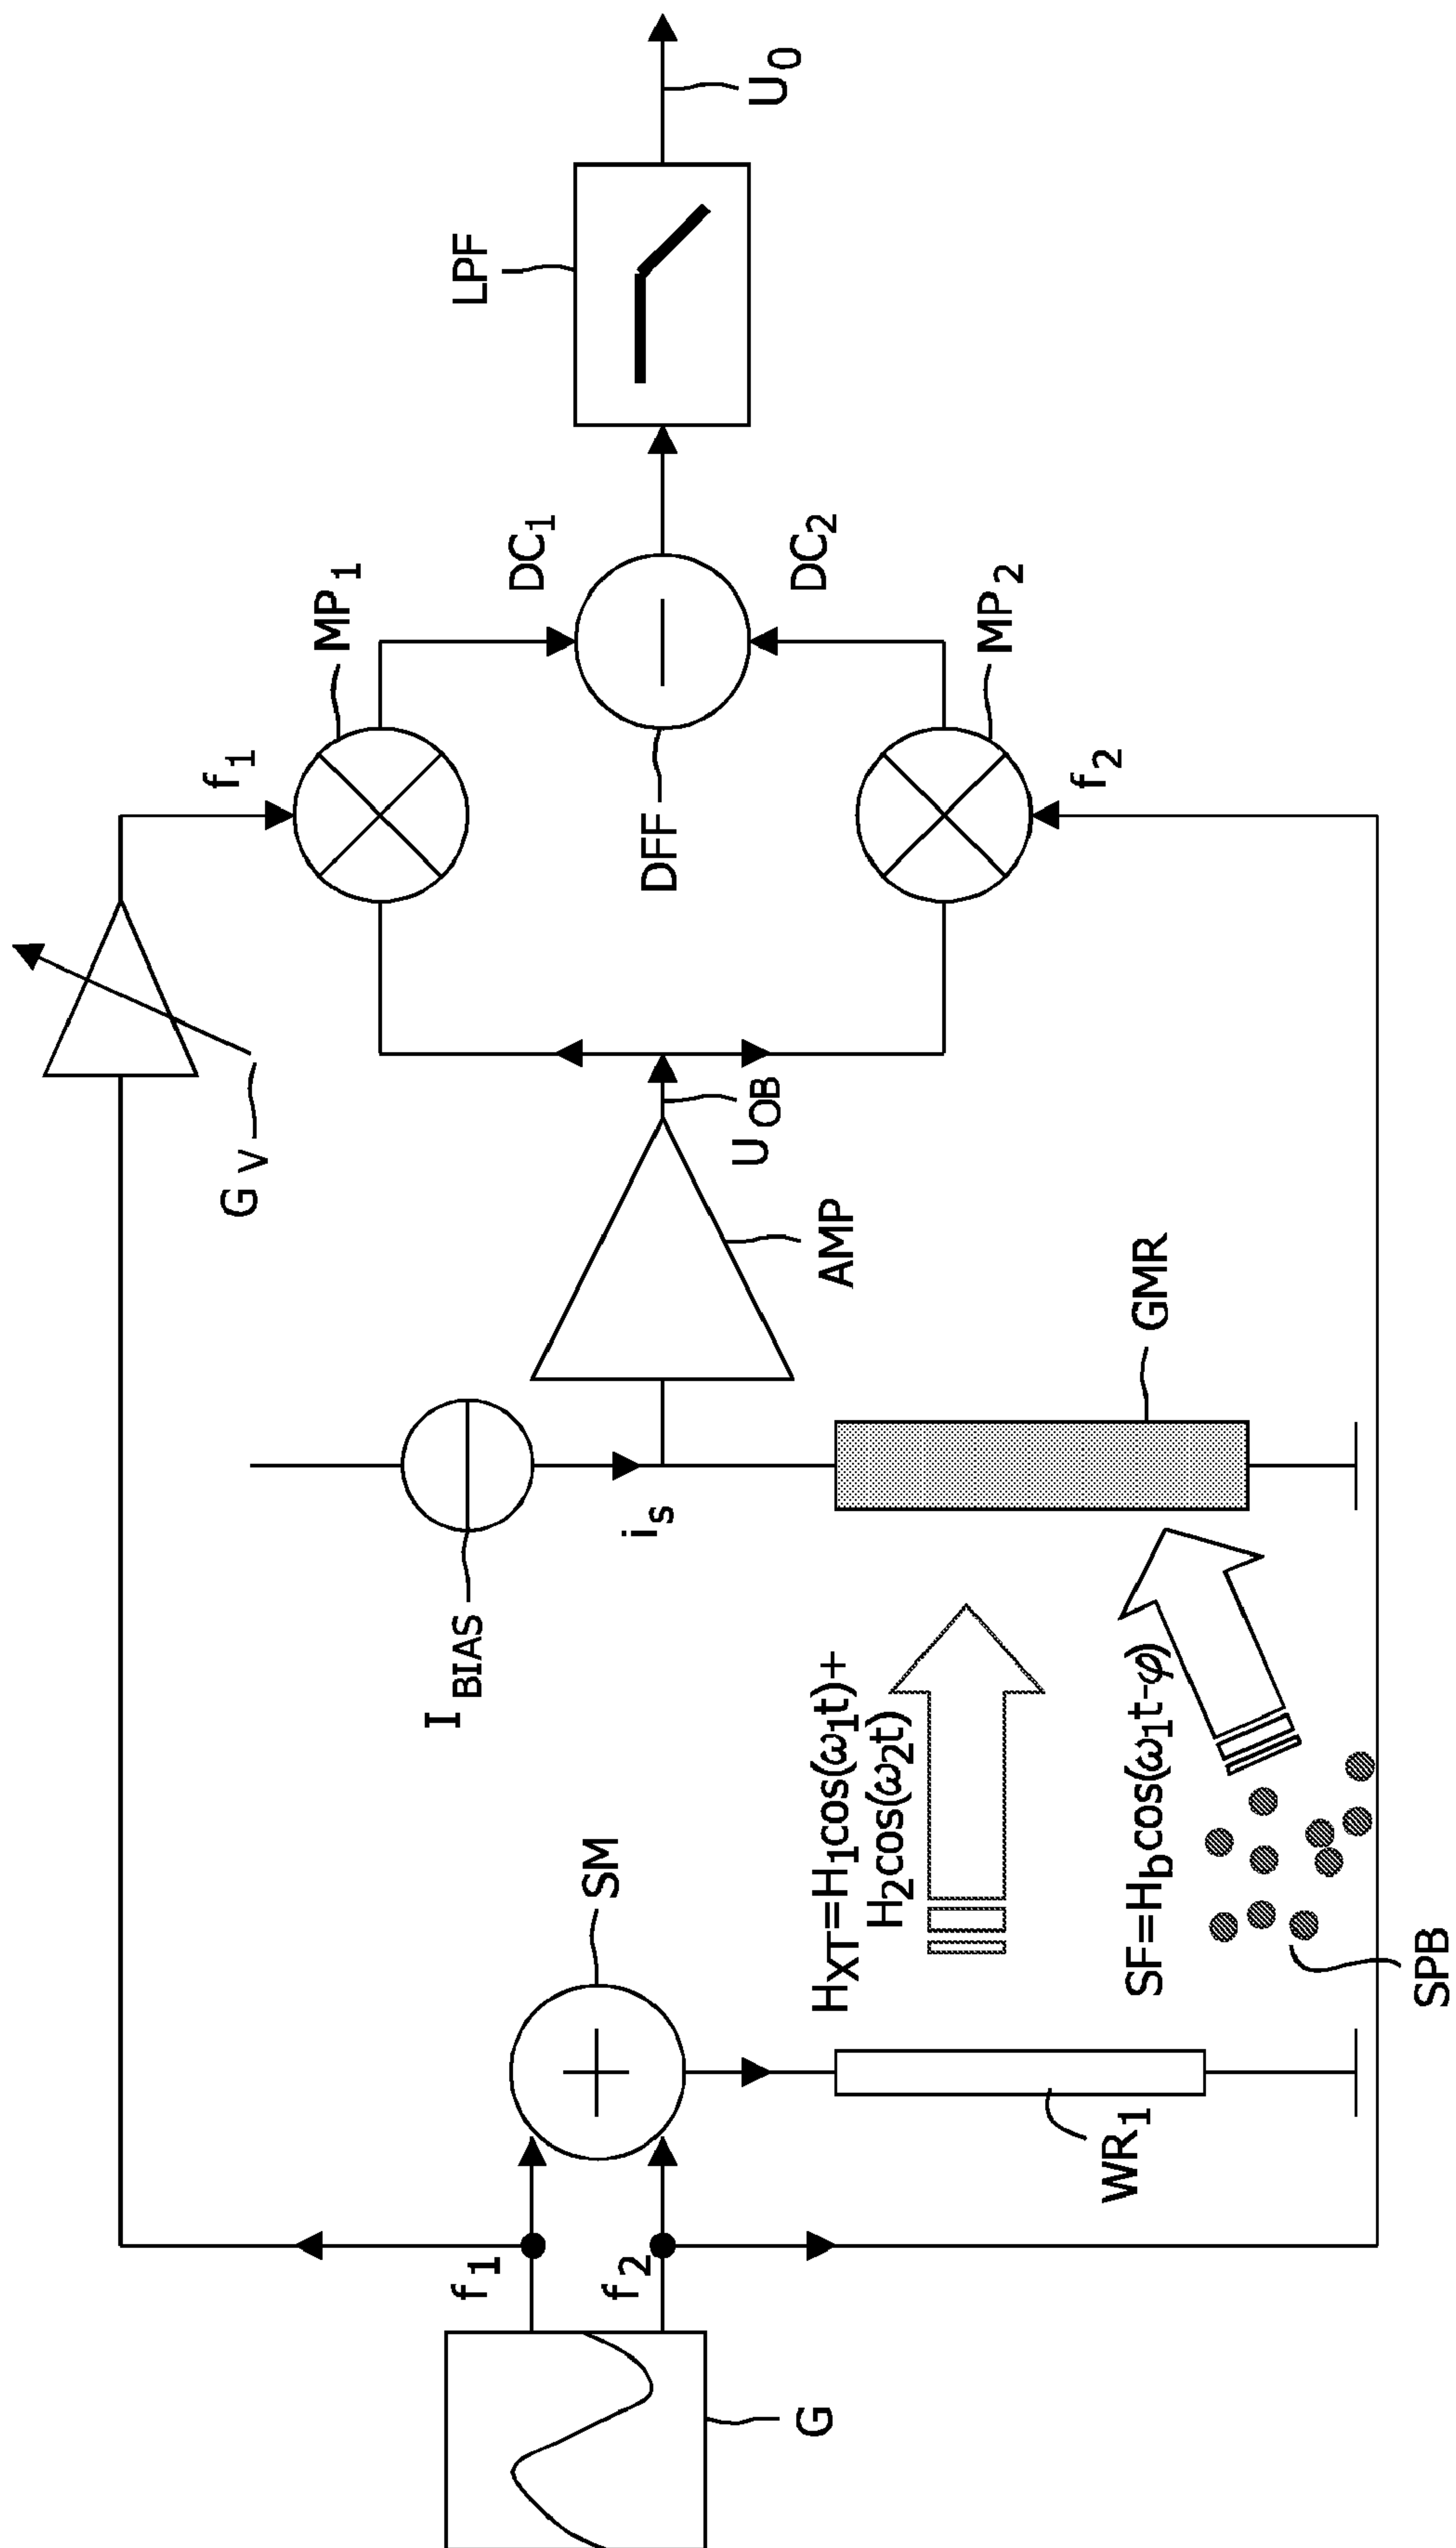 G
f1
f2
SM
WR1
HXT=H1cos(ω1t)+
H2cos(ω2t)
SF=Hbcos(ω1t-φ)
SPB
IBIAS
is
GMR
AMP
UOB
GV
f1
MP1
f2
MP2
DFF
DC1
DC2
LPF
U0